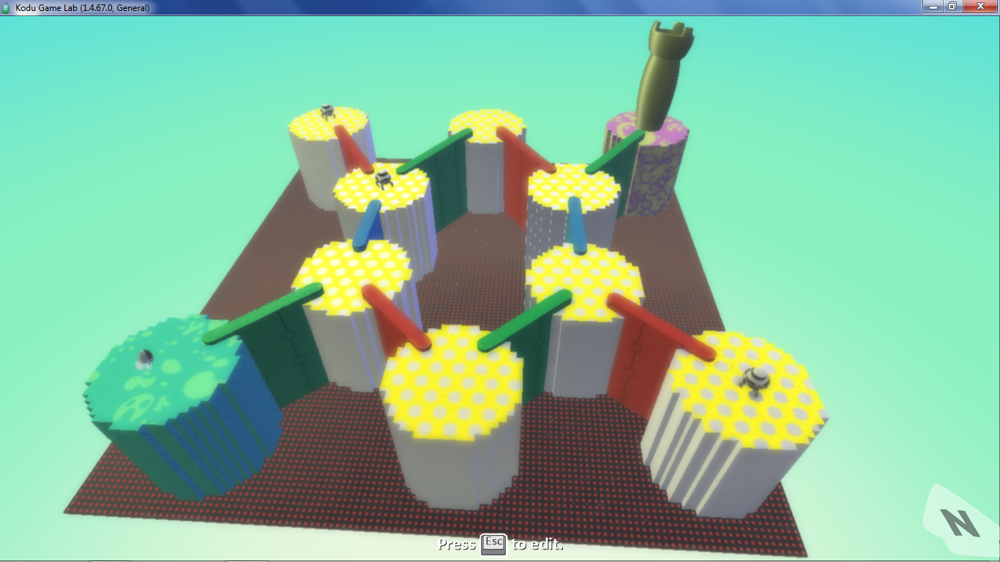 Kodu Game Lab (1.4.67.0, General)
Press Esc to edit.
N